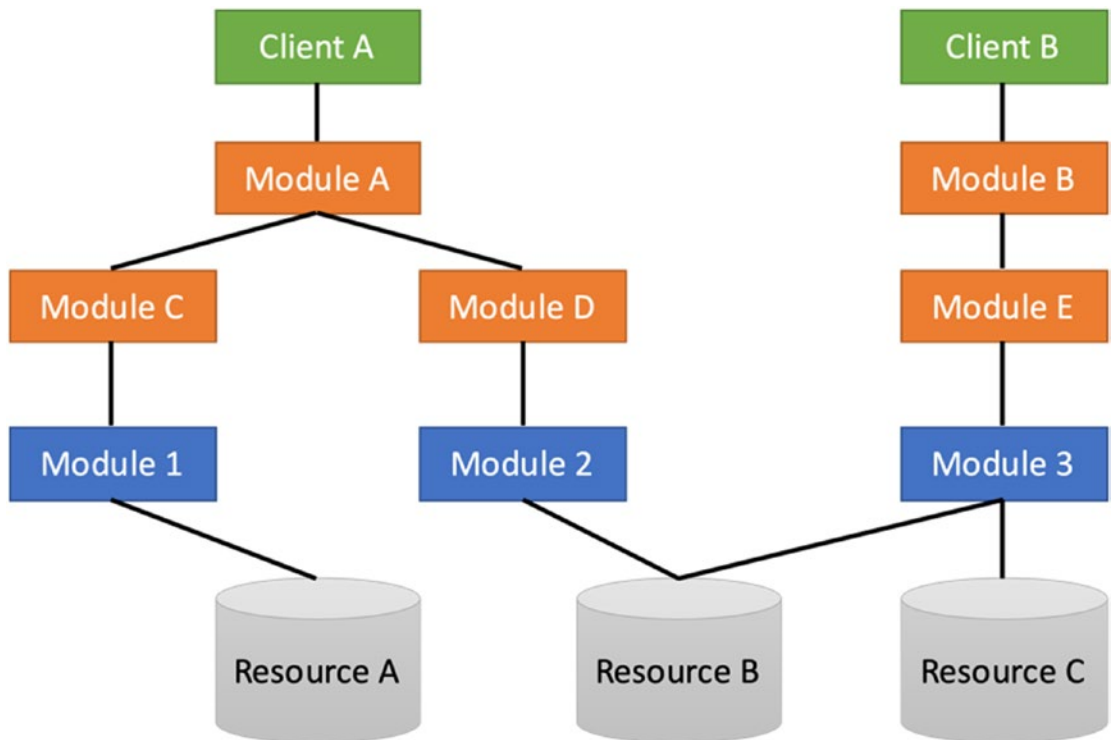 Client A
Client B
Module A
Module B
Module C
Module D
Module E
Module 1
Module 2
Module 3
Resource A
Resource B
Resource C